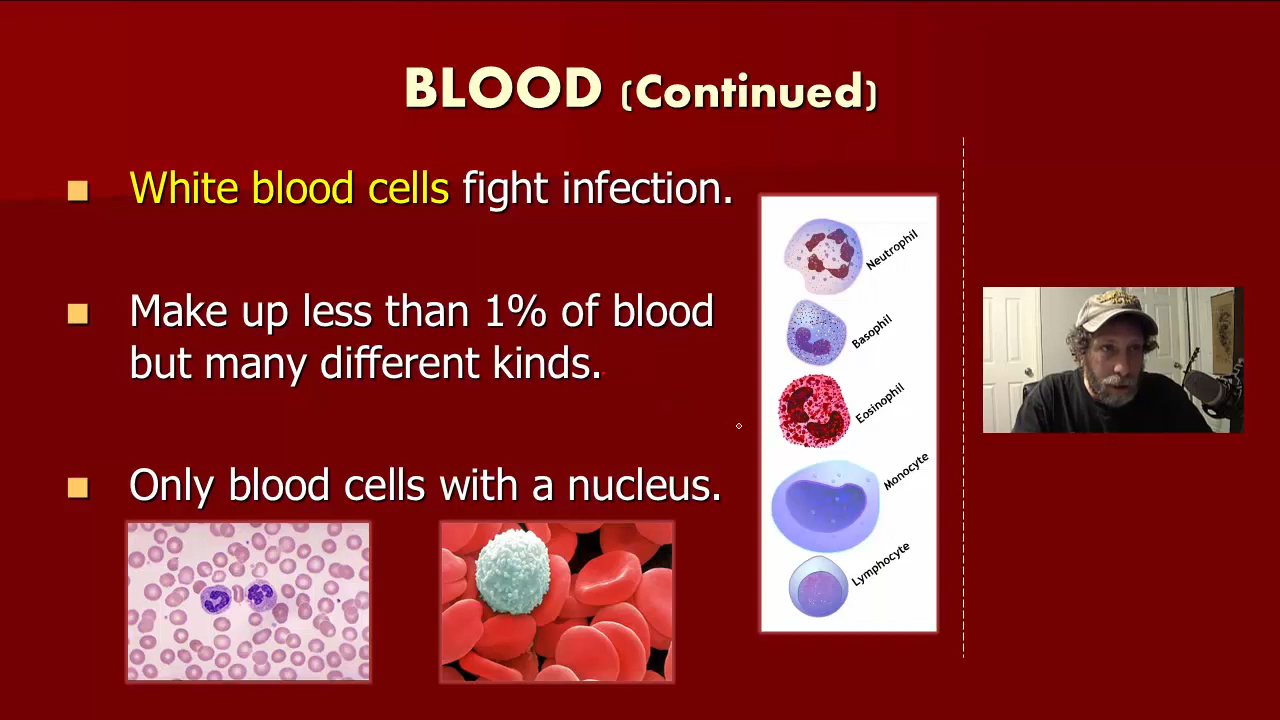 BLOOD (Continued)
White blood cells fight infection.
Make up less than 1% of blood
but many different kinds.
Only blood cells with a nucleus.
Neutrophil
Basophil
Eosinophil
Monocyte
Lymphocyte